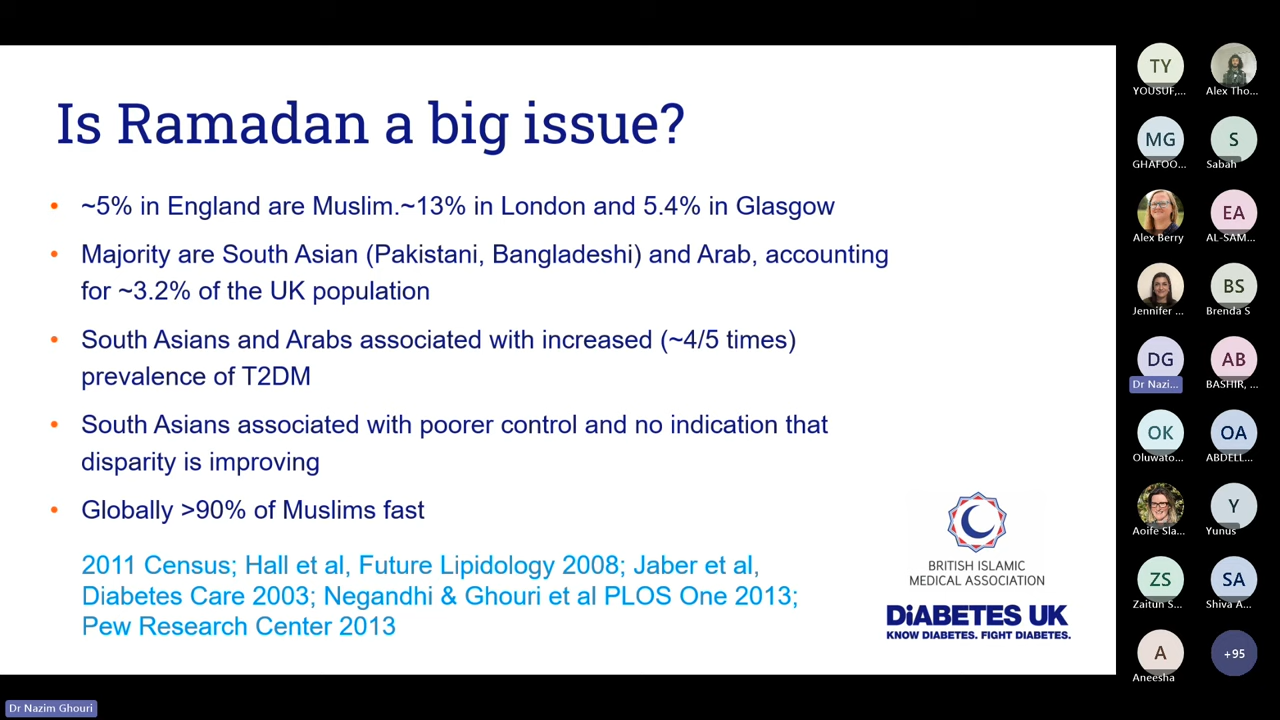 Is Ramadan a big issue?
• ~5% in England are Muslim.~13% in London and 5.4% in Glasgow
• Majority are South Asian (Pakistani, Bangladeshi) and Arab, accounting
for ~3.2% of the UK population
• South Asians and Arabs associated with increased (~4/5 times)
prevalence of T2DM
• South Asians associated with poorer control and no indication that
disparity is improving
• Globally >90% of Muslims fast
2011 Census; Hall et al, Future Lipidology 2008; Jaber et al,
Diabetes Care 2003; Negandhi & Ghouri et al PLOS One 2013;
Pew Research Center 2013
BRITISH ISLAMIC
MEDICAL ASSOCIATION
DiABETES UK
KNOW DIABETES. FIGHT DIABETES.
TY
YOUSUF,...
Alex Tho...
MG
GHAFOO...
S
Sabah
Alex Berry
EA
AL-SAM...
Jennifer ...
BS
Brenda S
DG
Dr Nazi...
AB
BASHIR, ...
OK
Oluwato...
OA
ABDELL...
Aoife Sla...
Y
Yunus
ZS
Zaitun S...
SA
Shiva A...
A
Aneesha
+95
Dr Nazim Ghouri